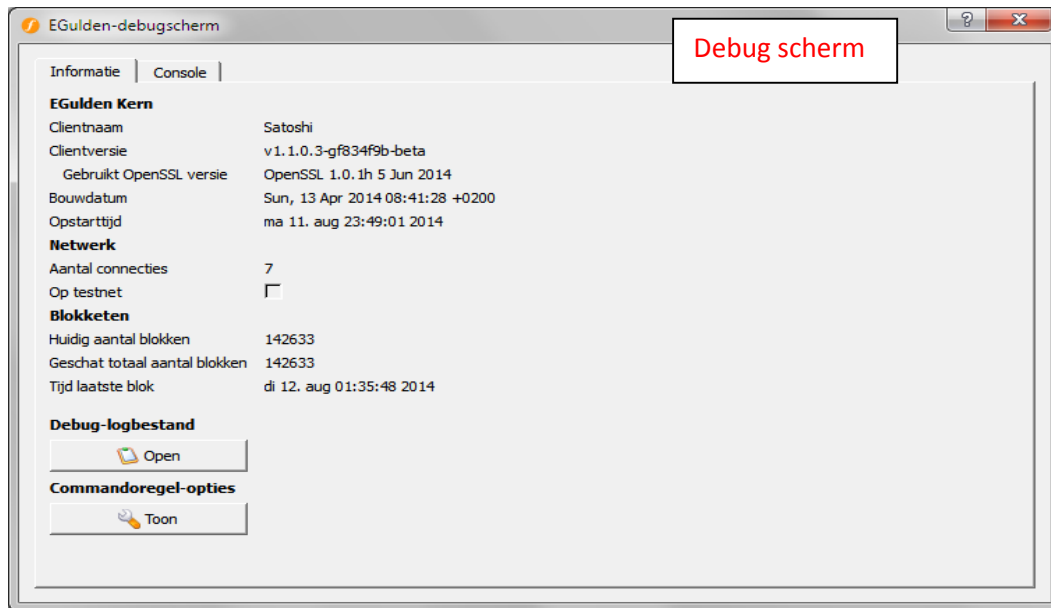 EGulden-debugscherm
Debug scherm
Informatie Console
EGulden Kern
Clientnaam Satoshi
Clientversie v1.1.0.3-gf834f9b-beta
Gebruikt OpenSSL versie OpenSSL 1.0.1h 5 Jun 2014
Bouwdatum Sun, 13 Apr 2014 08:41:28 +0200
Opstarttijd ma 11. aug 23:49:01 2014
Netwerk
Aantal connecties 7
Op testnet
Blokketen
Huidig aantal blokken 142633
Geschat totaal aantal blokken 142633
Tijd laatste blok di 12. aug 01:35:48 2014
Debug-logbestand
Open
Commandoregel-opties
Toon